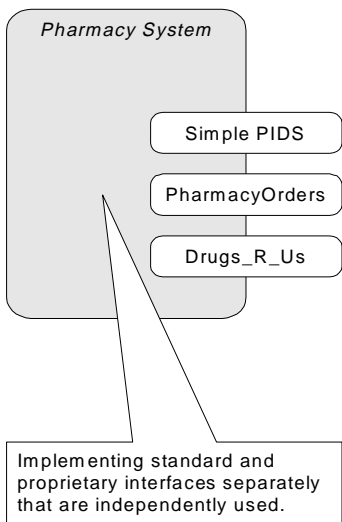 Pharmacy System
Simple PIDS
PharmacyOrders
Drugs_R_Us
Implementing standard and
proprietary interfaces separately
that are independently used.